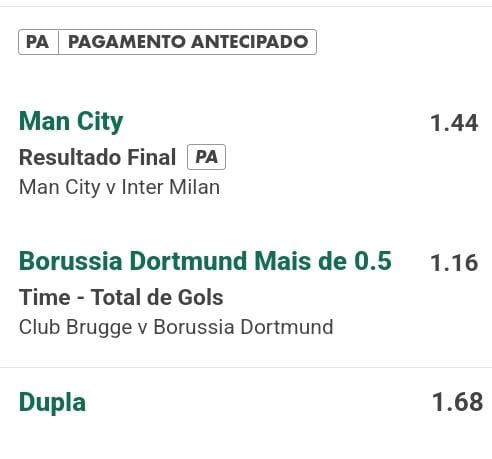 PA PAGAMENTO ANTECIPADO
Man City 1.44
Resultado Final PA
Man City v Inter Milan
Borussia Dortmund Mais de 0.5 1.16
Time - Total de Gols
Club Brugge v Borussia Dortmund
Dupla 1.68